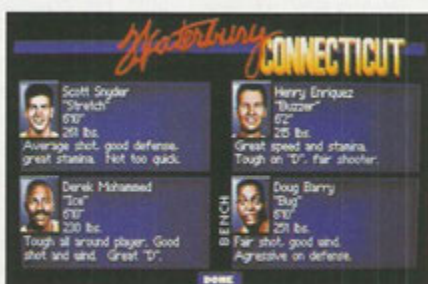 Waterbury
CONNECTICUT
Scott Snyder
"Stretch"
6'10"
261 lbs.
Average shot, good defense,
great stamina. Not too quick.
Henry Enriquez
"Buzzer"
6'2"
215 lbs.
Great speed and stamina.
Tough on "D", fair shooter.
Derek Mohammed
"Ice"
6'10"
230 lbs.
Tough all around player. Good
shot and wind. Great "D".
BENCH
Doug Barry
"Bug"
6'10"
251 lbs.
Fair shot, good wind.
Agressive on defense.
DONE